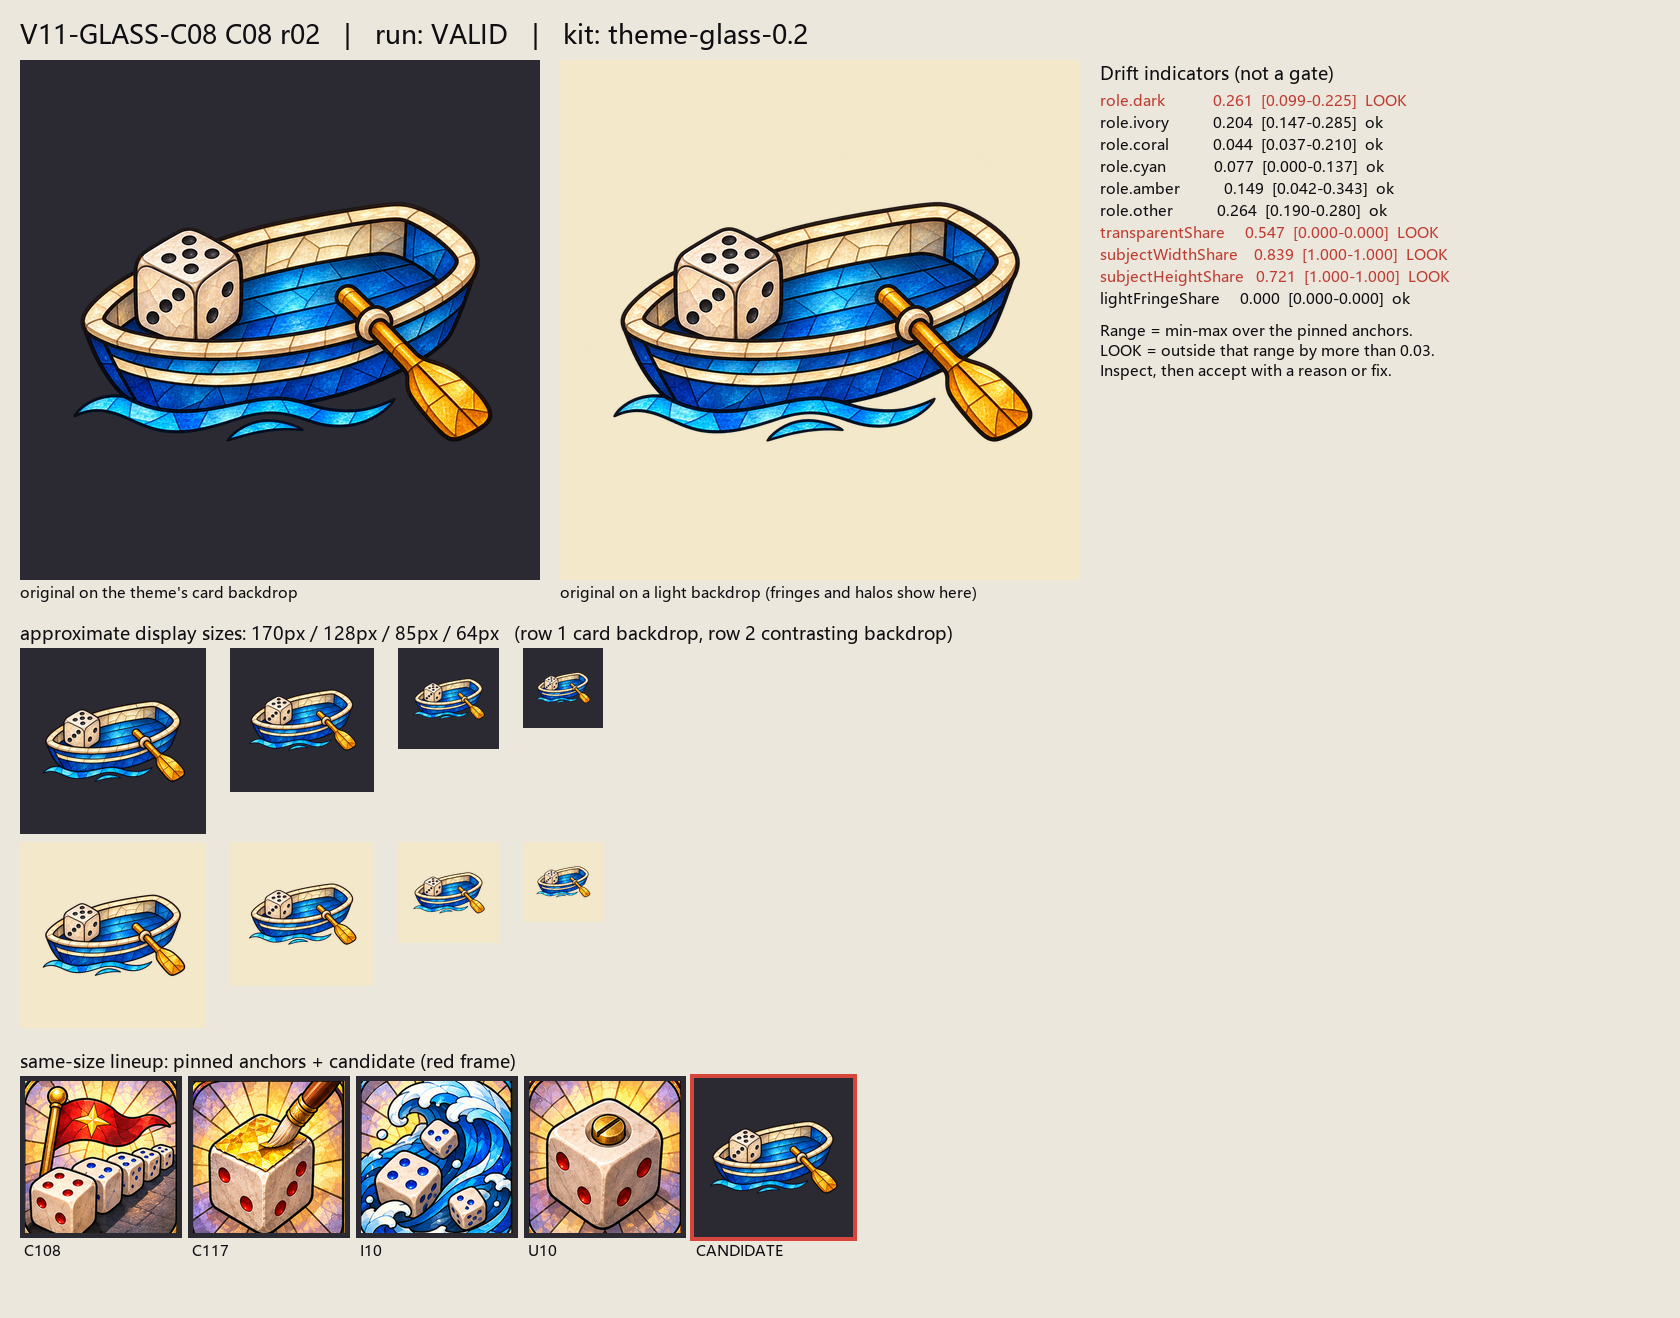 V11-GLASS-C08 C08 r02 | run: VALID | kit: theme-glass-0.2
Drift indicators (not a gate)
role.dark 0.261 [0.099-0.225] LOOK
role.ivory 0.204 [0.147-0.285] ok
role.coral 0.044 [0.037-0.210] ok
role.cyan 0.077 [0.000-0.137] ok
role.amber 0.149 [0.042-0.343] ok
role.other 0.264 [0.190-0.280] ok
transparentShare 0.547 [0.000-0.000] LOOK
subjectWidthShare 0.839 [1.000-1.000] LOOK
subjectHeightShare 0.721 [1.000-1.000] LOOK
lightFringeShare 0.000 [0.000-0.000] ok
Range = min-max over the pinned anchors.
LOOK = outside that range by more than 0.03.
Inspect, then accept with a reason or fix.
original on the theme's card backdrop
original on a light backdrop (fringes and halos show here)
approximate display sizes: 170px / 128px / 85px / 64px (row 1 card backdrop, row 2 contrasting backdrop)
same-size lineup: pinned anchors + candidate (red frame)
C108
C117
I10
U10
CANDIDATE